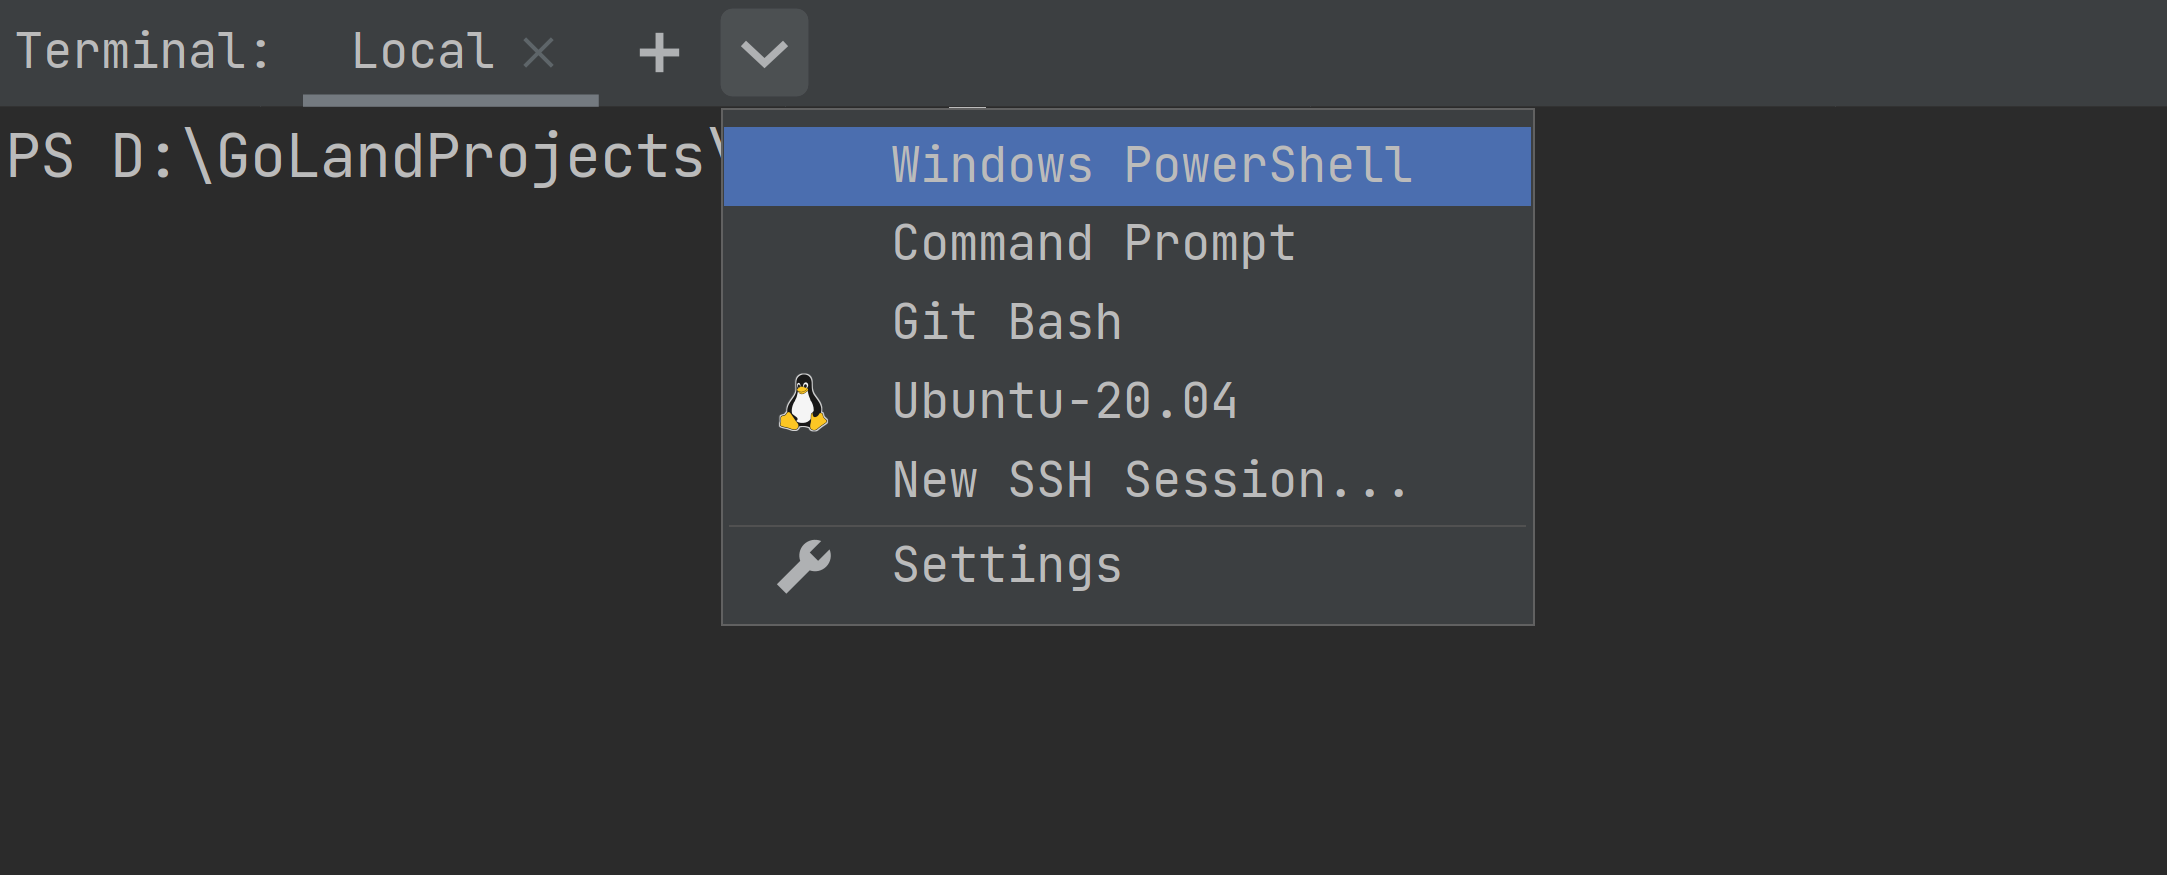 Terminal: Local
PS D:\GoLandProjects\
Windows PowerShell
Command Prompt
Git Bash
Ubuntu-20.04
New SSH Session...
Settings